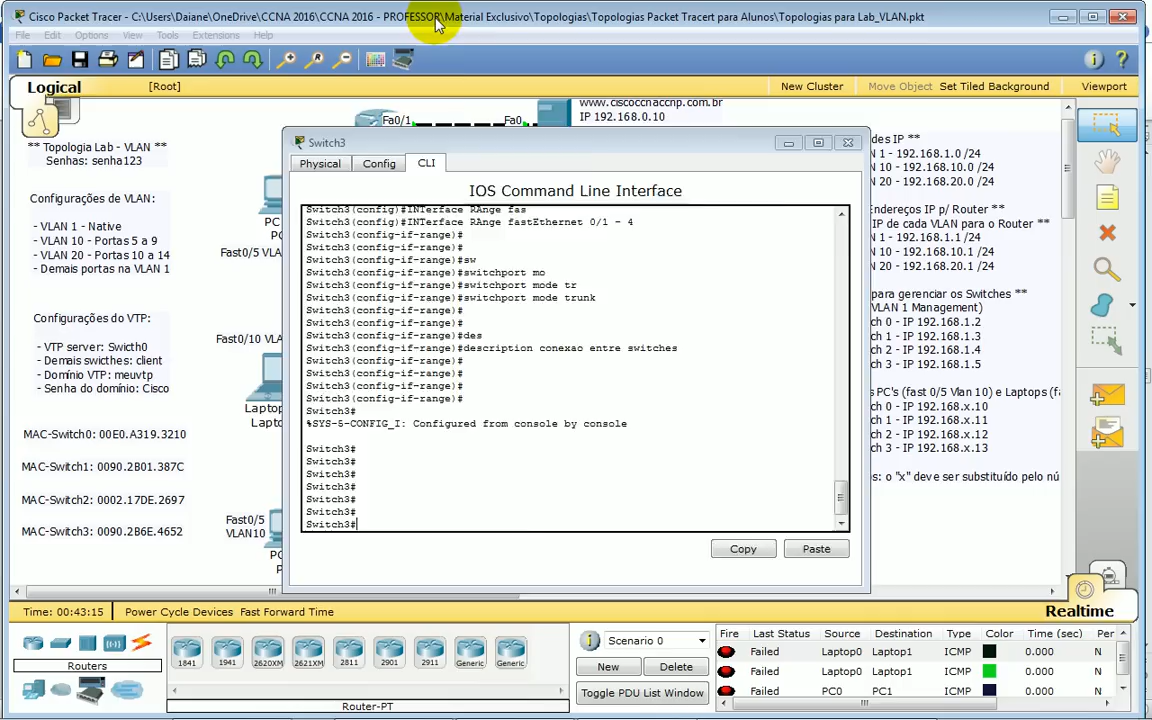 Cisco Packet Tracer - C:\Users\Daiane\OneDrive\CCNA 2016\CCNA 2016 - PROFESSOR\Material Exclusivo\Topologias\Topologias Packet Tracert para Alunos\Topologias para Lab_VLAN.pkt
File Edit Options View Tools Extensions Help
Logical [Root] New Cluster Move Object Set Tiled Background Viewport
www.ciscoccnaccnp.com.br
Fa0/1 Fa0 IP 192.168.0.10
** Topologia Lab - VLAN **
Senhas: senha123
Configurações de VLAN:
- VLAN 1 - Native
- VLAN 10 - Portas 5 a 9
- VLAN 20 - Portas 10 a 14
- Demais portas na VLAN 1
Configurações do VTP:
- VTP server: Swicth0
- Demais swicthes: client
- Domínio VTP: meuvtp
- Senha do domínio: Cisco
MAC-Switch0: 00E0.A319.3210
MAC-Switch1: 0090.2B01.387C
MAC-Switch2: 0002.17DE.2697
MAC-Switch3: 0090.2B6E.4652
PC
PC
Fast0/5 VLA
Fast0/10 VL
Laptop
Lapto
Fast0/5
VLAN10
PC
PC
Switch3
Physical Config CLI
IOS Command Line Interface
Switch3(config)#INTerface RAnge fas
Switch3(config)#INTerface RAnge fastEthernet 0/1 - 4
Switch3(config-if-range)#
Switch3(config-if-range)#
Switch3(config-if-range)#sw
Switch3(config-if-range)#switchport mo
Switch3(config-if-range)#switchport mode tr
Switch3(config-if-range)#switchport mode trunk
Switch3(config-if-range)#
Switch3(config-if-range)#
Switch3(config-if-range)#des
Switch3(config-if-range)#description conexao entre switches
Switch3(config-if-range)#
Switch3(config-if-range)#
Switch3(config-if-range)#
Switch3(config-if-range)#
Switch3#
%SYS-5-CONFIG_I: Configured from console by console
Switch3#
Switch3#
Switch3#
Switch3#
Switch3#
Switch3#
Switch3#
Copy Paste
des IP **
N 1 - 192.168.1.0 /24
N 10 - 192.168.10.0 /24
N 20 - 192.168.20.0 /24
Endereços IP p/ Router **
IP de cada VLAN para o Router *
N 1 - 192.168.1.1 /24
N 10 - 192.168.10.1 /24
N 20 - 192.168.20.1 /24
para gerenciar os Switches **
VLAN 1 Management)
ch 0 - IP 192.168.1.2
ch 1 - IP 192.168.1.3
ch 2 - IP 192.168.1.4
ch 3 - IP 192.168.1.5
s PC's (fast 0/5 Vlan 10) e Laptops (fa
ch 0 - IP 192.168.x.10
ch 1 - IP 192.168.x.11
ch 2 - IP 192.168.x.12
ch 3 - IP 192.168.x.13
s: o "x" deve ser substituído pelo nú
Time: 00:43:15 Power Cycle Devices Fast Forward Time Realtime
Routers
1841 1941 2620XM 2621XM 2811 2901 2911 Generic Generic
Router-PT
Scenario 0
New Delete
Toggle PDU List Window
Fire Last Status Source Destination Type Color Time (sec) Per
Failed Laptop0 Laptop1 ICMP 0.000 N
Failed Laptop0 Laptop1 ICMP 0.000 N
Failed PC0 PC1 ICMP 0.000 N